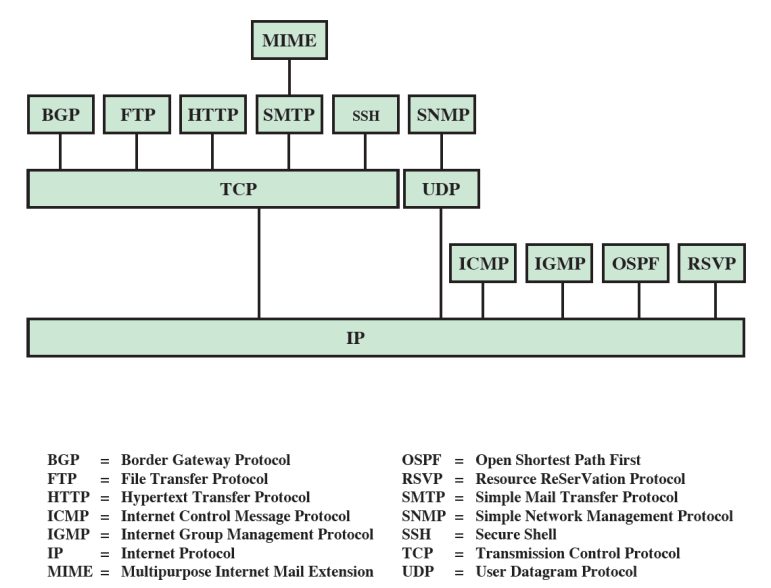 MIME
BGP FTP HTTP SMTP SSH SNMP
TCP UDP
ICMP IGMP OSPF RSVP
IP
BGP = Border Gateway Protocol
FTP = File Transfer Protocol
HTTP = Hypertext Transfer Protocol
ICMP = Internet Control Message Protocol
IGMP = Internet Group Management Protocol
IP = Internet Protocol
MIME = Multipurpose Internet Mail Extension
OSPF = Open Shortest Path First
RSVP = Resource ReSerVation Protocol
SMTP = Simple Mail Transfer Protocol
SNMP = Simple Network Management Protocol
SSH = Secure Shell
TCP = Transmission Control Protocol
UDP = User Datagram Protocol